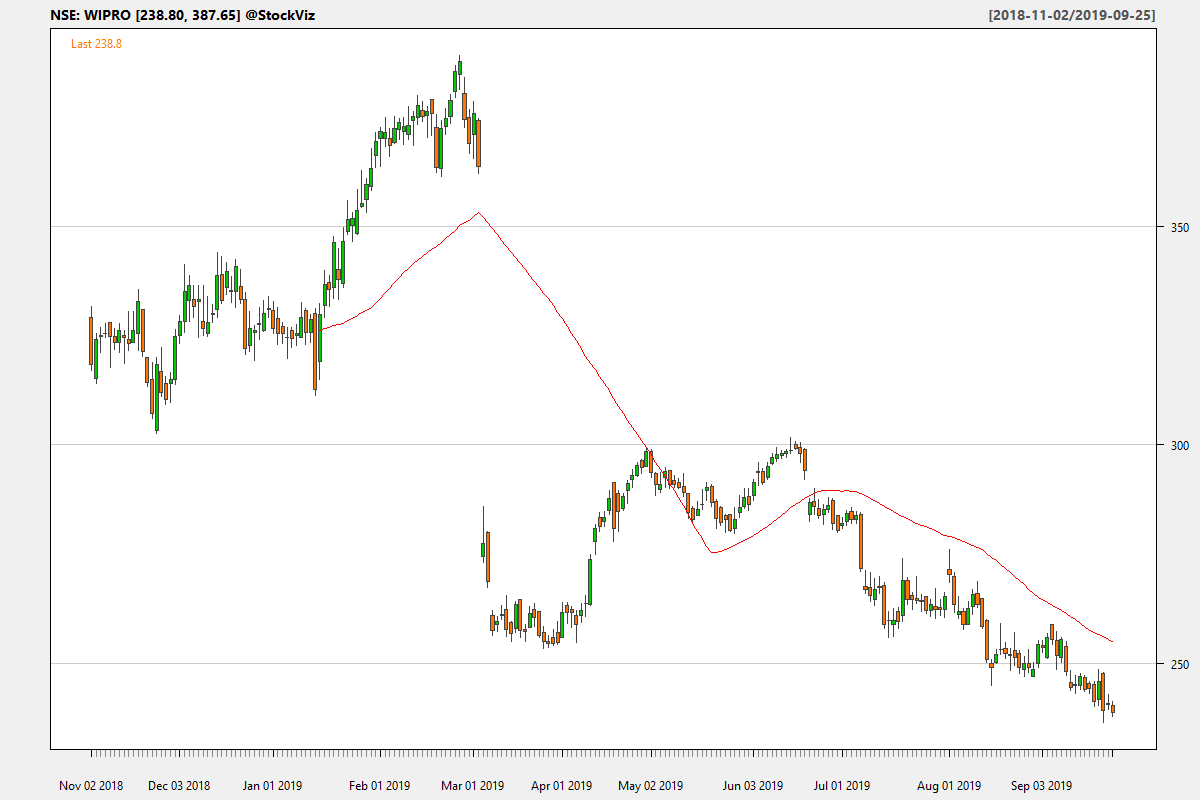 NSE: WIPRO [238.80, 387.65] @StockViz
[2018-11-02/2019-09-25]
Last 238.8
350
300
250
Nov 02 2018
Dec 03 2018
Jan 01 2019
Feb 01 2019
Mar 01 2019
Apr 01 2019
May 02 2019
Jun 03 2019
Jul 01 2019
Aug 01 2019
Sep 03 2019